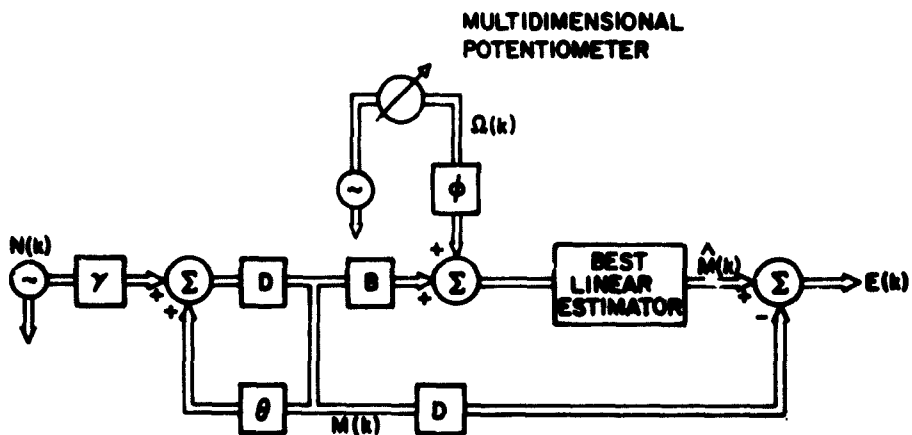 MULTIDIMENSIONAL
POTENTIOMETER
Ω(k)
~
ϕ
N(k)
~
γ
+
+
Σ
D
B
+
+
Σ
BEST
LINEAR
ESTIMATOR
M̂(k)
+
-
Σ
E(k)
θ
M(k)
D